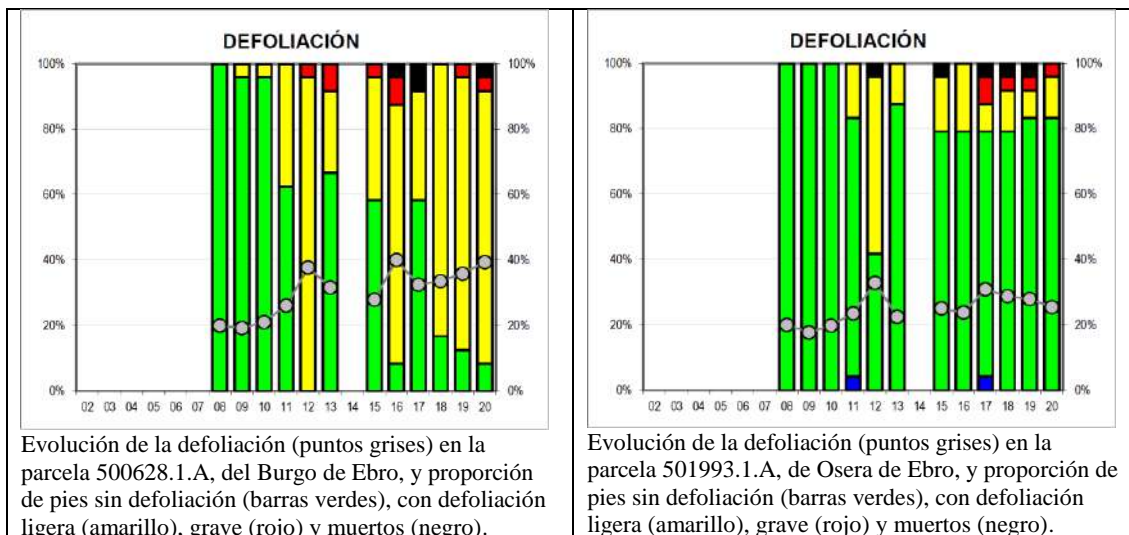 DEFOLIACIÓN
100%
80%
60%
40%
20%
0%
100%
80%
60%
40%
20%
0%
02 03 04 05 06 07 08 09 10 11 12 13 14 15 16 17 18 19 20
Evolución de la defoliación (puntos grises) en la
parcela 500628.1.A, del Burgo de Ebro, y proporción
de pies sin defoliación (barras verdes), con defoliación
ligera (amarillo), grave (rojo) y muertos (negro).
DEFOLIACIÓN
100%
80%
60%
40%
20%
0%
100%
80%
60%
40%
20%
0%
02 03 04 05 06 07 08 09 10 11 12 13 14 15 16 17 18 19 20
Evolución de la defoliación (puntos grises) en la
parcela 501993.1.A, de Osera de Ebro, y proporción de
pies sin defoliación (barras verdes), con defoliación
ligera (amarillo), grave (rojo) y muertos (negro).